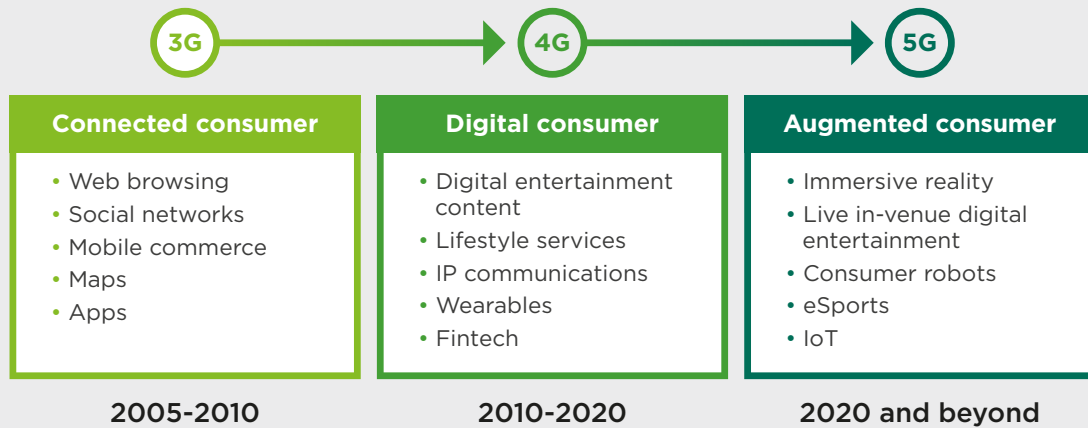 3G
4G
5G
Connected consumer
• Web browsing
• Social networks
• Mobile commerce
• Maps
• Apps
2005-2010
Digital consumer
• Digital entertainment
content
• Lifestyle services
• IP communications
• Wearables
• Fintech
2010-2020
Augmented consumer
• Immersive reality
• Live in-venue digital
entertainment
• Consumer robots
• eSports
• IoT
2020 and beyond